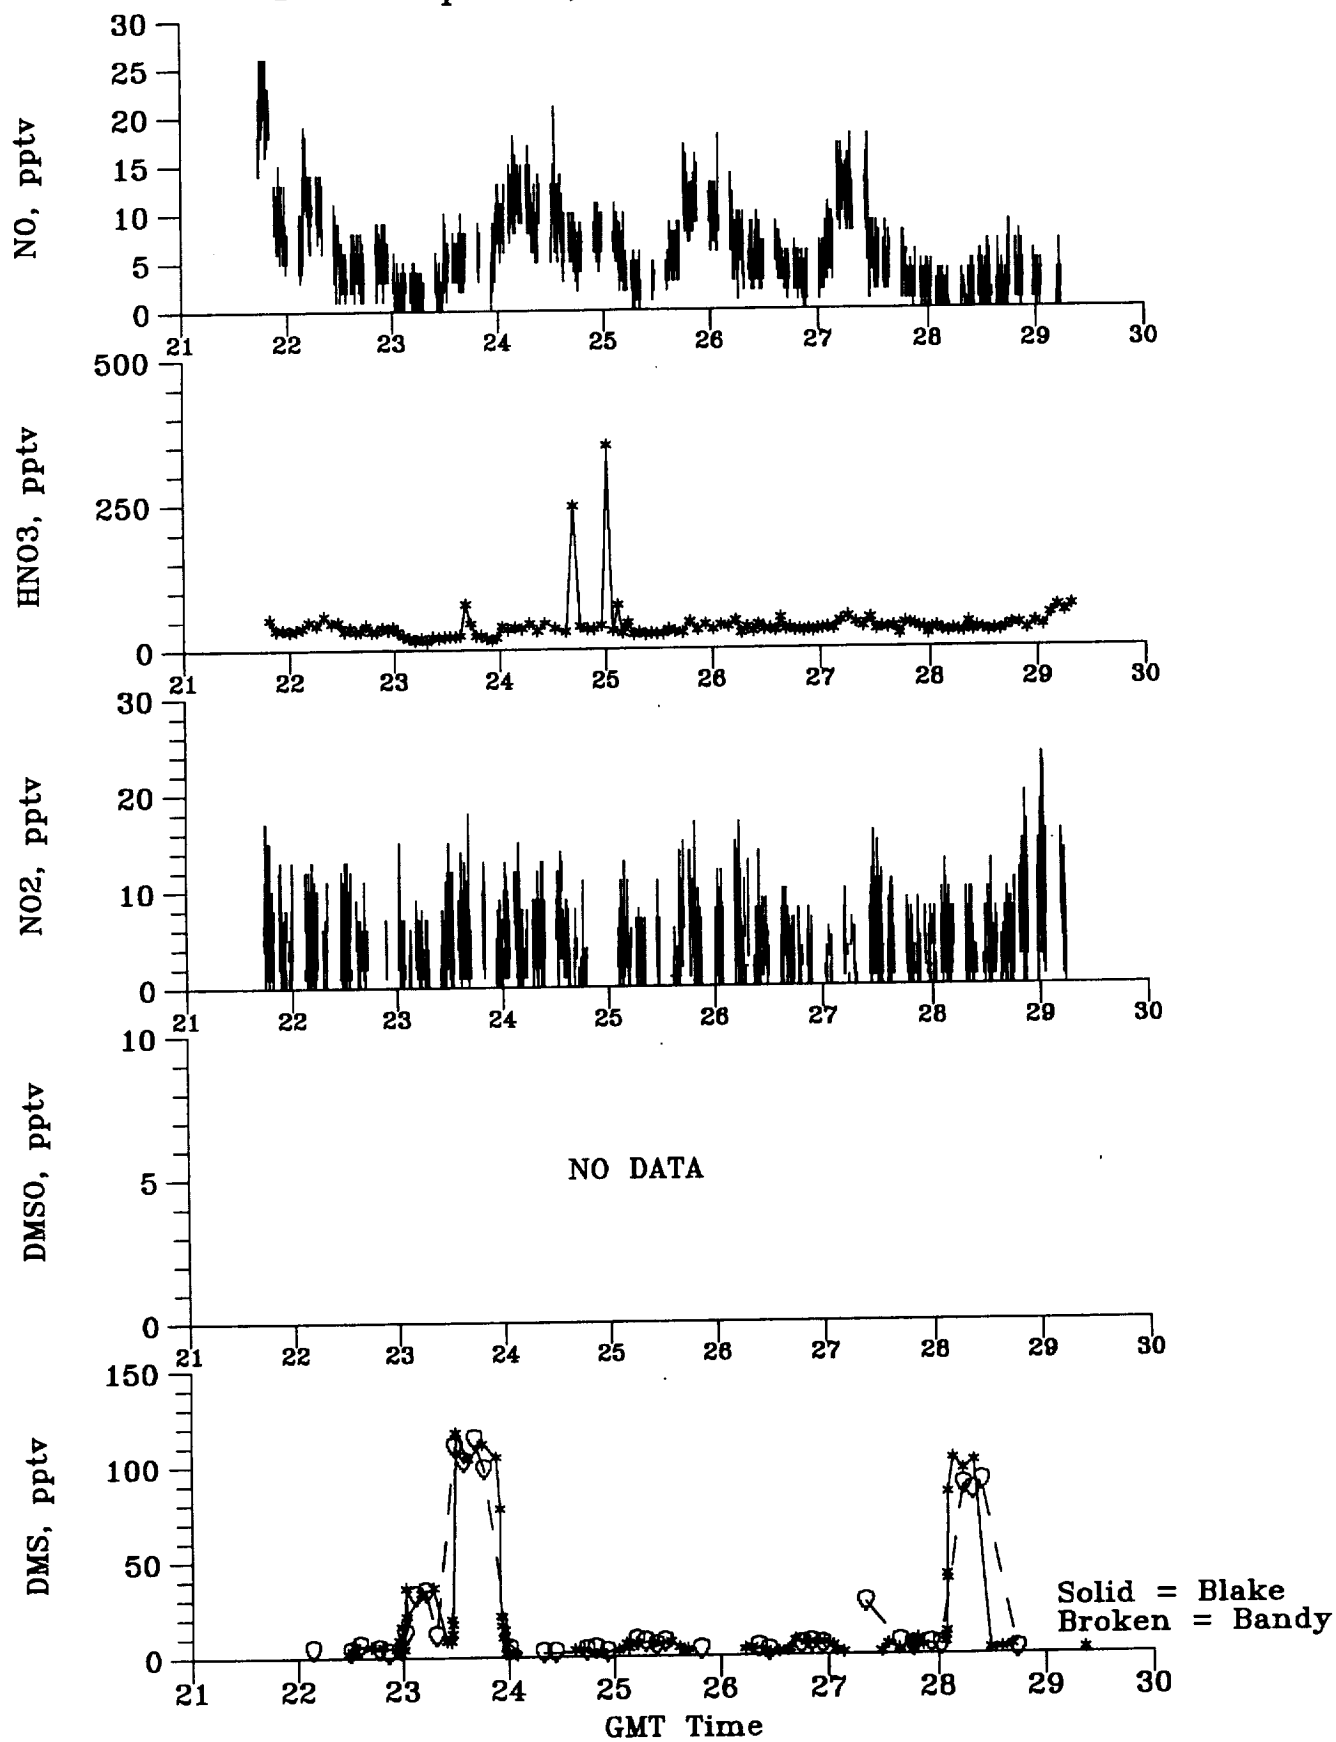 30
25
20
15
10
5
0
NO, pptv
21 22 23 24 25 26 27 28 29 30
500
250
0
HNO3, pptv
21 22 23 24 25 26 27 28 29 30
30
20
10
0
NO2, pptv
21 22 23 24 25 26 27 28 29 30
10
5
0
DMSO, pptv
NO DATA
21 22 23 24 25 26 27 28 29 30
150
100
50
0
DMS, pptv
Solid = Blake
Broken = Bandy
21 22 23 24 25 26 27 28 29 30
GMT Time